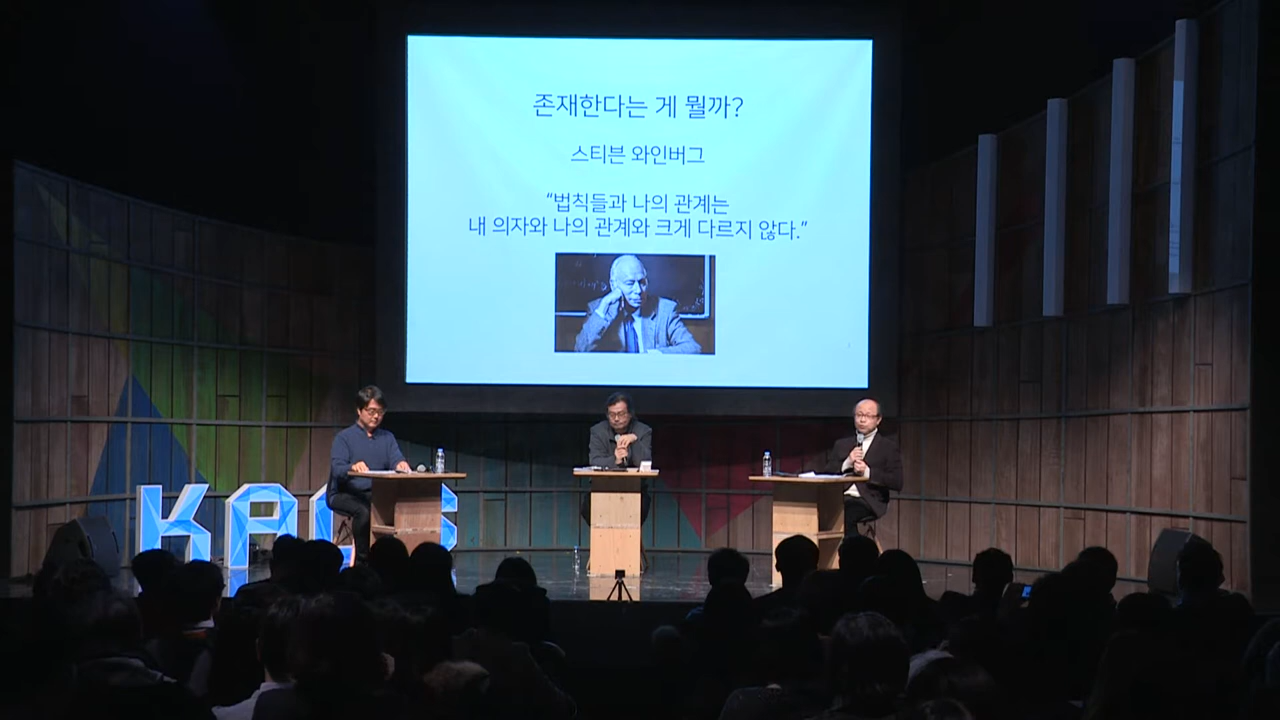 존재한다는 게 뭘까?
스티븐 와인버그
“법칙들과 나의 관계는
내 의자와 나의 관계와 크게 다르지 않다.”